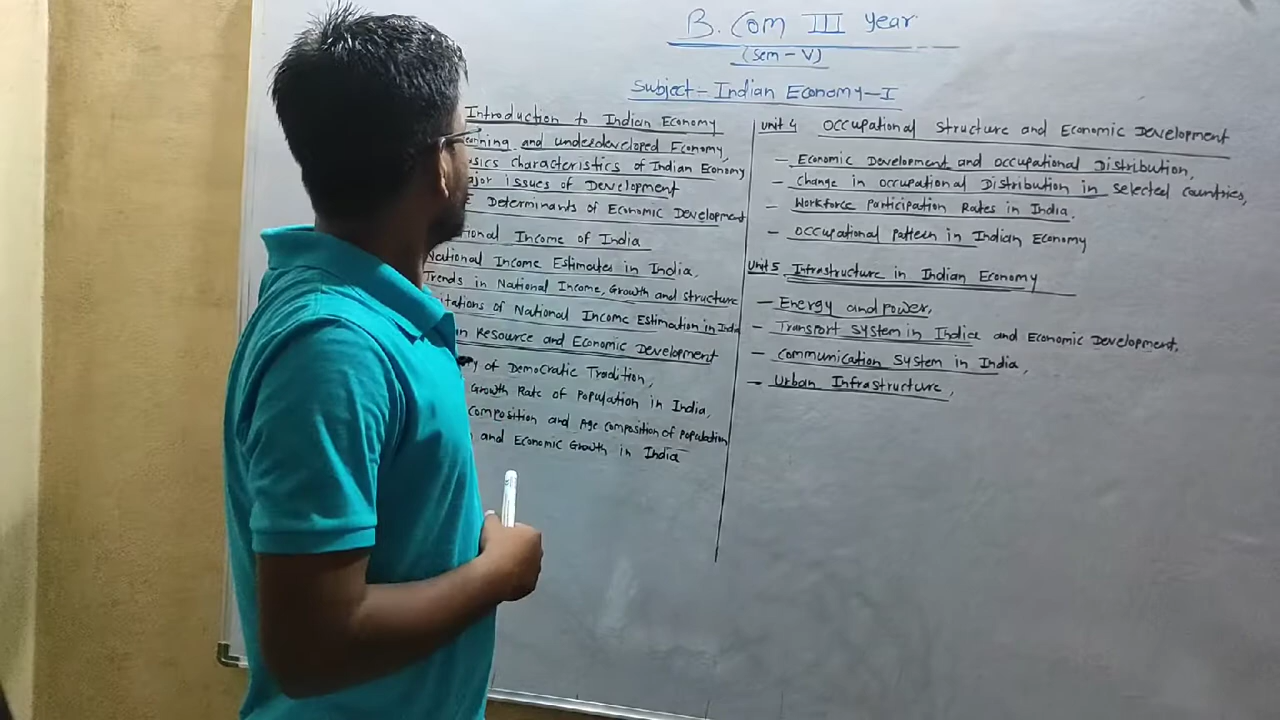 B. Com III Year
(Sem - V)
Subject - Indian Economy - I
Introduction to Indian Economy
and underdeveloped Economy,
Characteristics of Indian Economy
issues of Development
Determinants of Economic Development
Income of India
National Income Estimates in India,
Trends in National Income, Growth and Structure
of National Income Estimation in India
Resource and Economic Development
of Democratic Tradition,
Growth Rate of Population in India,
Composition and Age Composition of Population
and Economic Growth in India
Unit 4 Occupational Structure and Economic Development
- Economic Development and Occupational Distribution,
- Change in Occupational Distribution in Selected Countries,
- Workforce Participation Rates in India.
- Occupational Pattern in Indian Economy
Unit 5 Infrastructure in Indian Economy
- Energy and power,
- Transport System in India and Economic Development,
- Communication System in India,
- Urban Infrastructure,